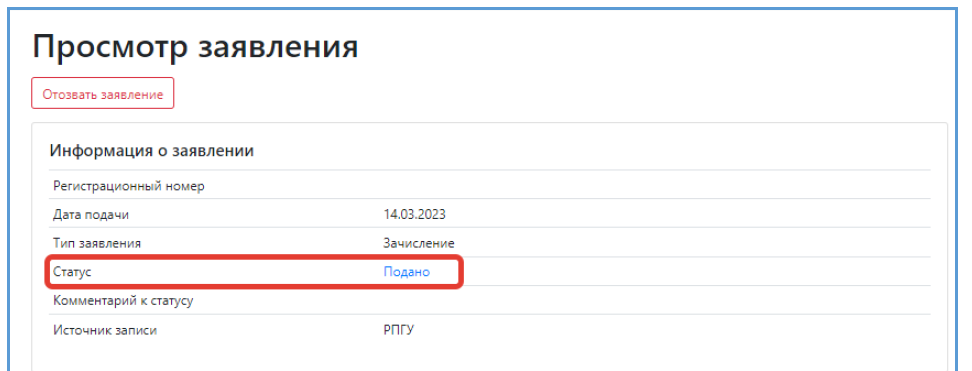 Просмотр заявления
Отозвать заявление
Информация о заявлении
Регистрационный номер
Дата подачи 14.03.2023
Тип заявления Зачисление
Статус Подано
Комментарий к статусу
Источник записи РПГУ